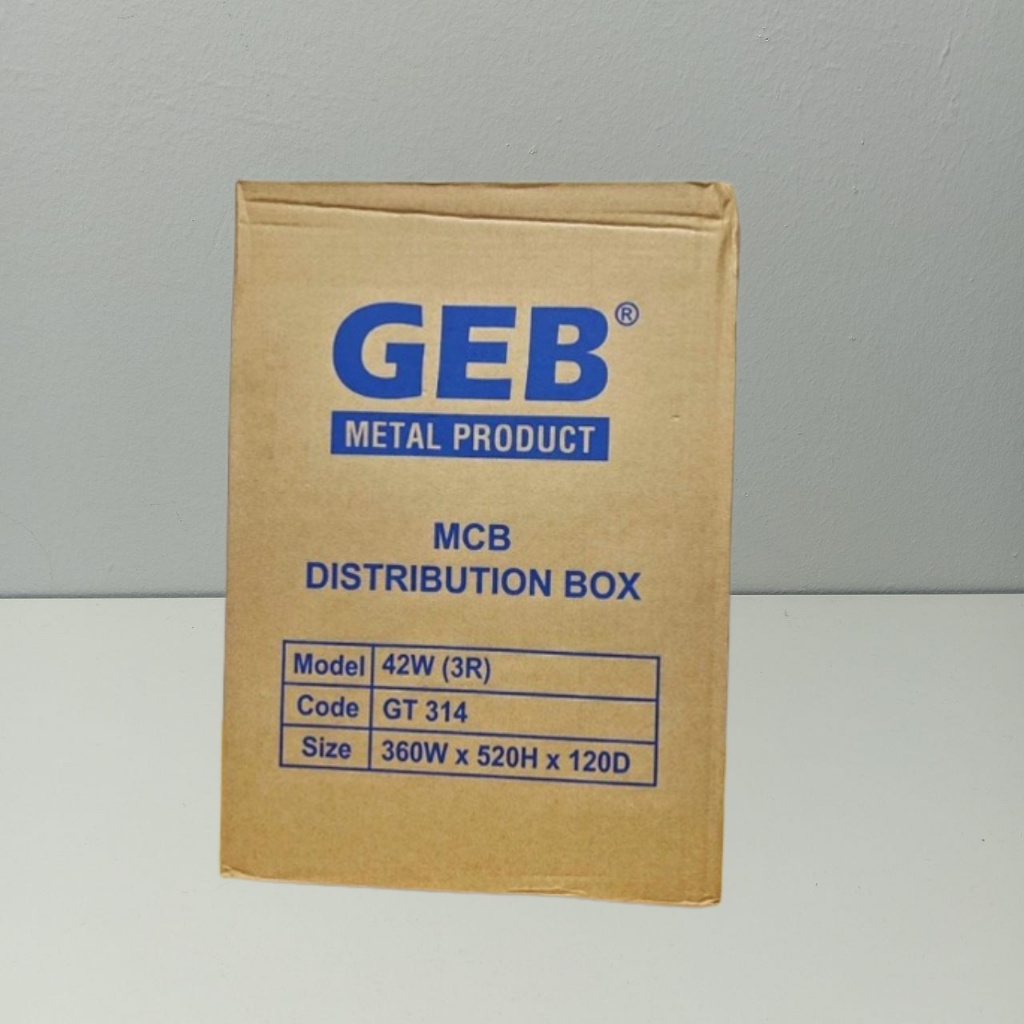 GEB®
METAL PRODUCT
MCB
DISTRIBUTION BOX
Model 42W (3R)
Code GT 314
Size 360W x 520H x 120D